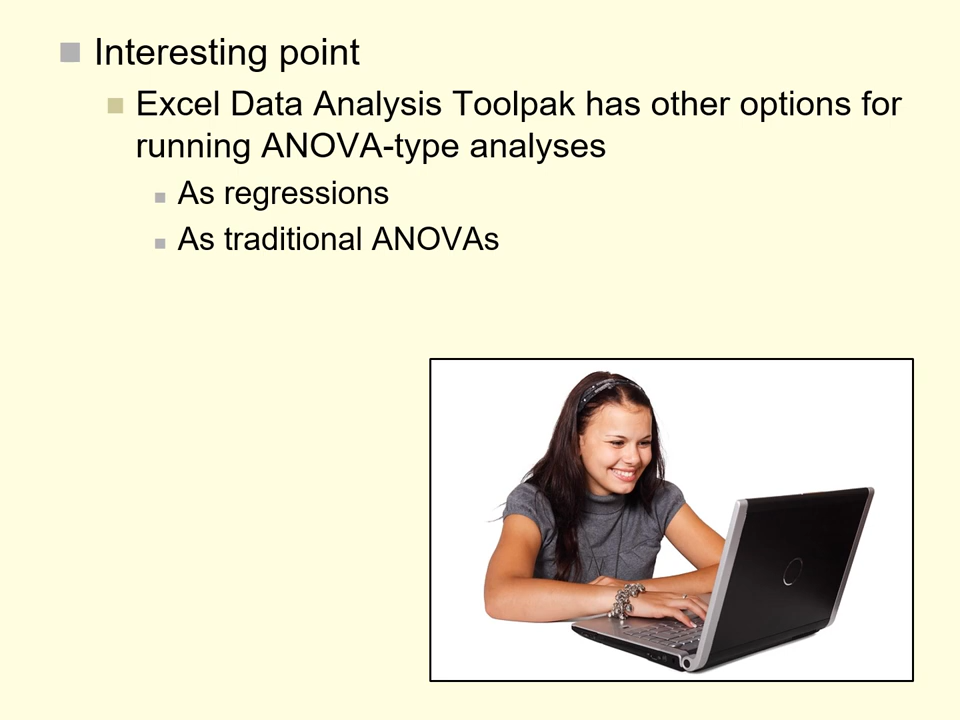 Interesting point
Excel Data Analysis Toolpak has other options for
running ANOVA-type analyses
As regressions
As traditional ANOVAs